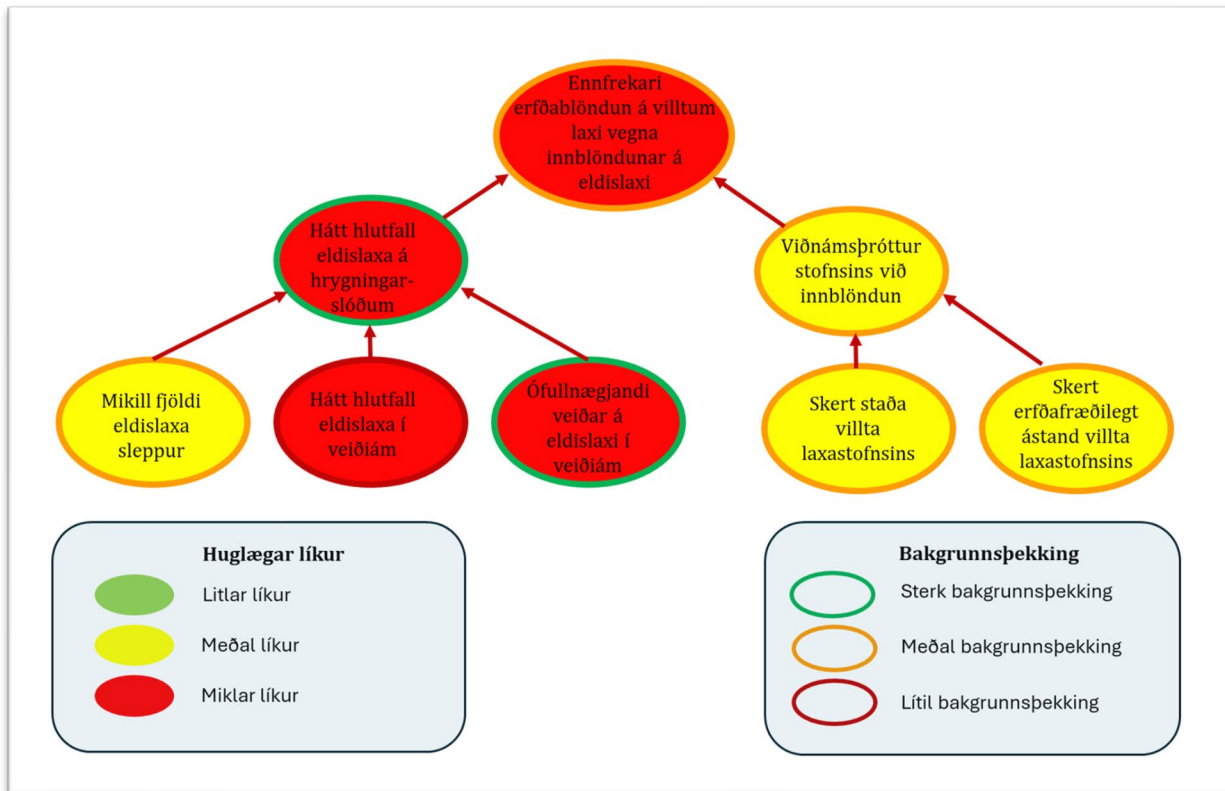 Ennfrekari
erfðablöndun á villtum
laxi vegna
innblöndunar á
eldislaxi
Hátt hlutfall
eldislaxa á
hrygningar-
slóðum
Viðnámsþróttur
stofnsins við
innblöndun
Mikill fjöldi
eldislaxa
sleppur
Hátt hlutfall
eldislaxa í
veiðiám
Ófullnægjandi
veiðar á
eldislaxi í
veiðiám
Skert staða
villta
laxastofnsins
Skert
erfðafræðilegt
ástand villta
laxastofnsins
Huglægar líkur
Litlar líkur
Meðal líkur
Miklar líkur
Bakgrunnsþekking
Sterk bakgrunnsþekking
Meðal bakgrunnsþekking
Lítil bakgrunnsþekking